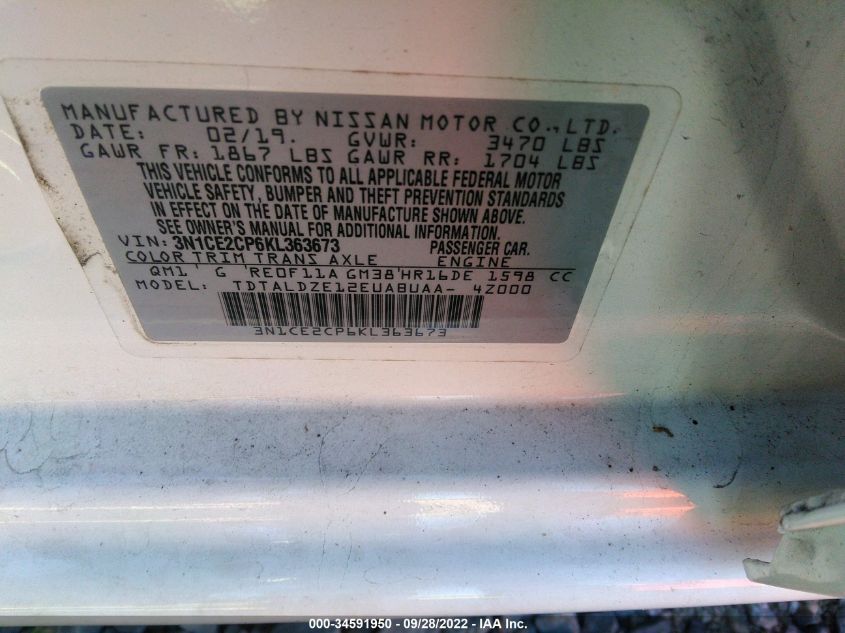 MANUFACTURED BY NISSAN MOTOR CO., LTD.
DATE: 02/19. GVWR: 3470 LBS
GAWR FR: 1867 LBS GAWR RR: 1704 LBS
THIS VEHICLE CONFORMS TO ALL APPLICABLE FEDERAL MOTOR
VEHICLE SAFETY, BUMPER AND THEFT PREVENTION STANDARDS
IN EFFECT ON THE DATE OF MANUFACTURE SHOWN ABOVE.
SEE OWNER'S MANUAL FOR ADDITIONAL INFORMATION.
VIN: 3N1CE2CP6KL363673 PASSENGER CAR.
COLOR TRIM TRANS AXLE ENGINE
QM1' G 'RE0F11A GM38'HR16DE 1598 CC
MODEL: TDTALDZE12EUABUAA- 4Z000
3N1CE2CP6KL363673
000-34591950 - 09/28/2022 - IAA Inc.